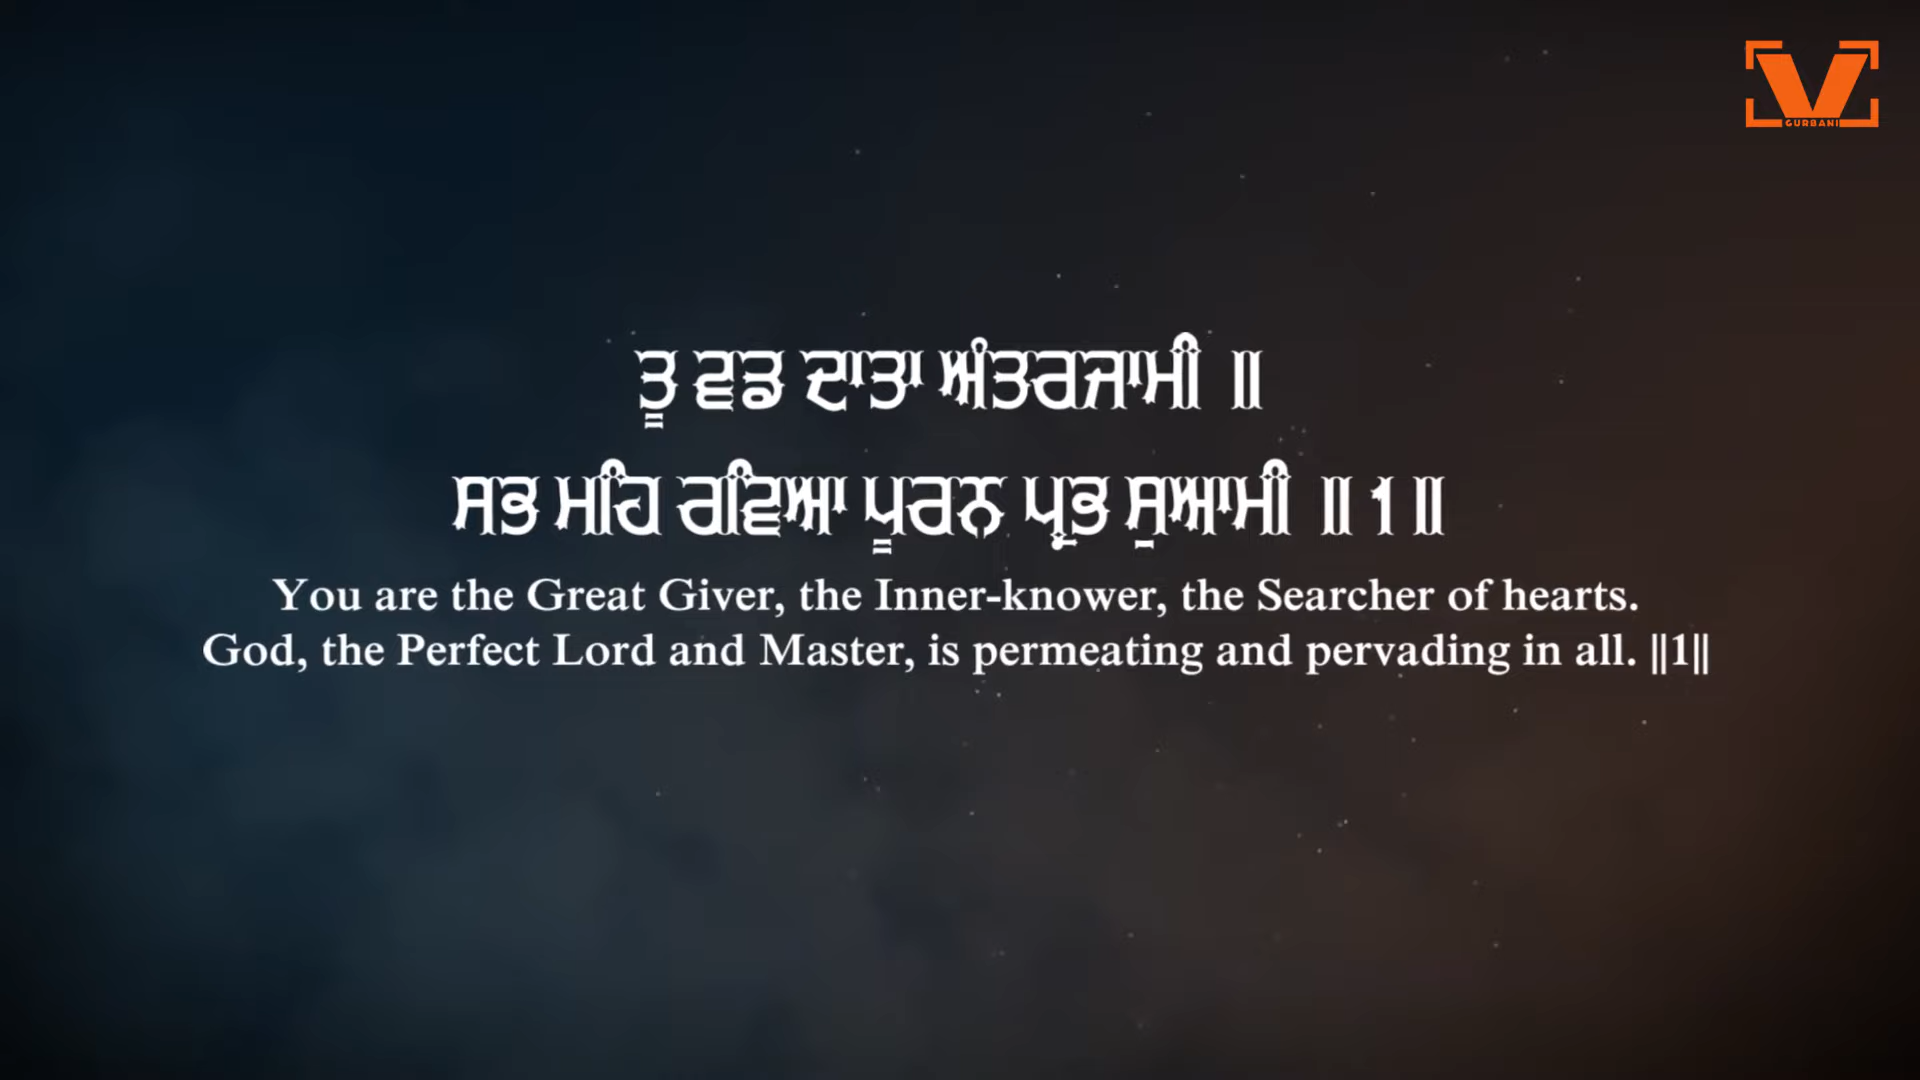 V
GURBANI
ਤੂ ਵਡ ਦਾਤਾ ਅੰਤਰਜਾਮੀ ॥
ਸਭ ਮਹਿ ਰਵਿਆ ਪੂਰਨ ਪ੍ਰਭ ਸੁਆਮੀ ॥1॥
You are the Great Giver, the Inner-knower, the Searcher of hearts.
God, the Perfect Lord and Master, is permeating and pervading in all. ||1||